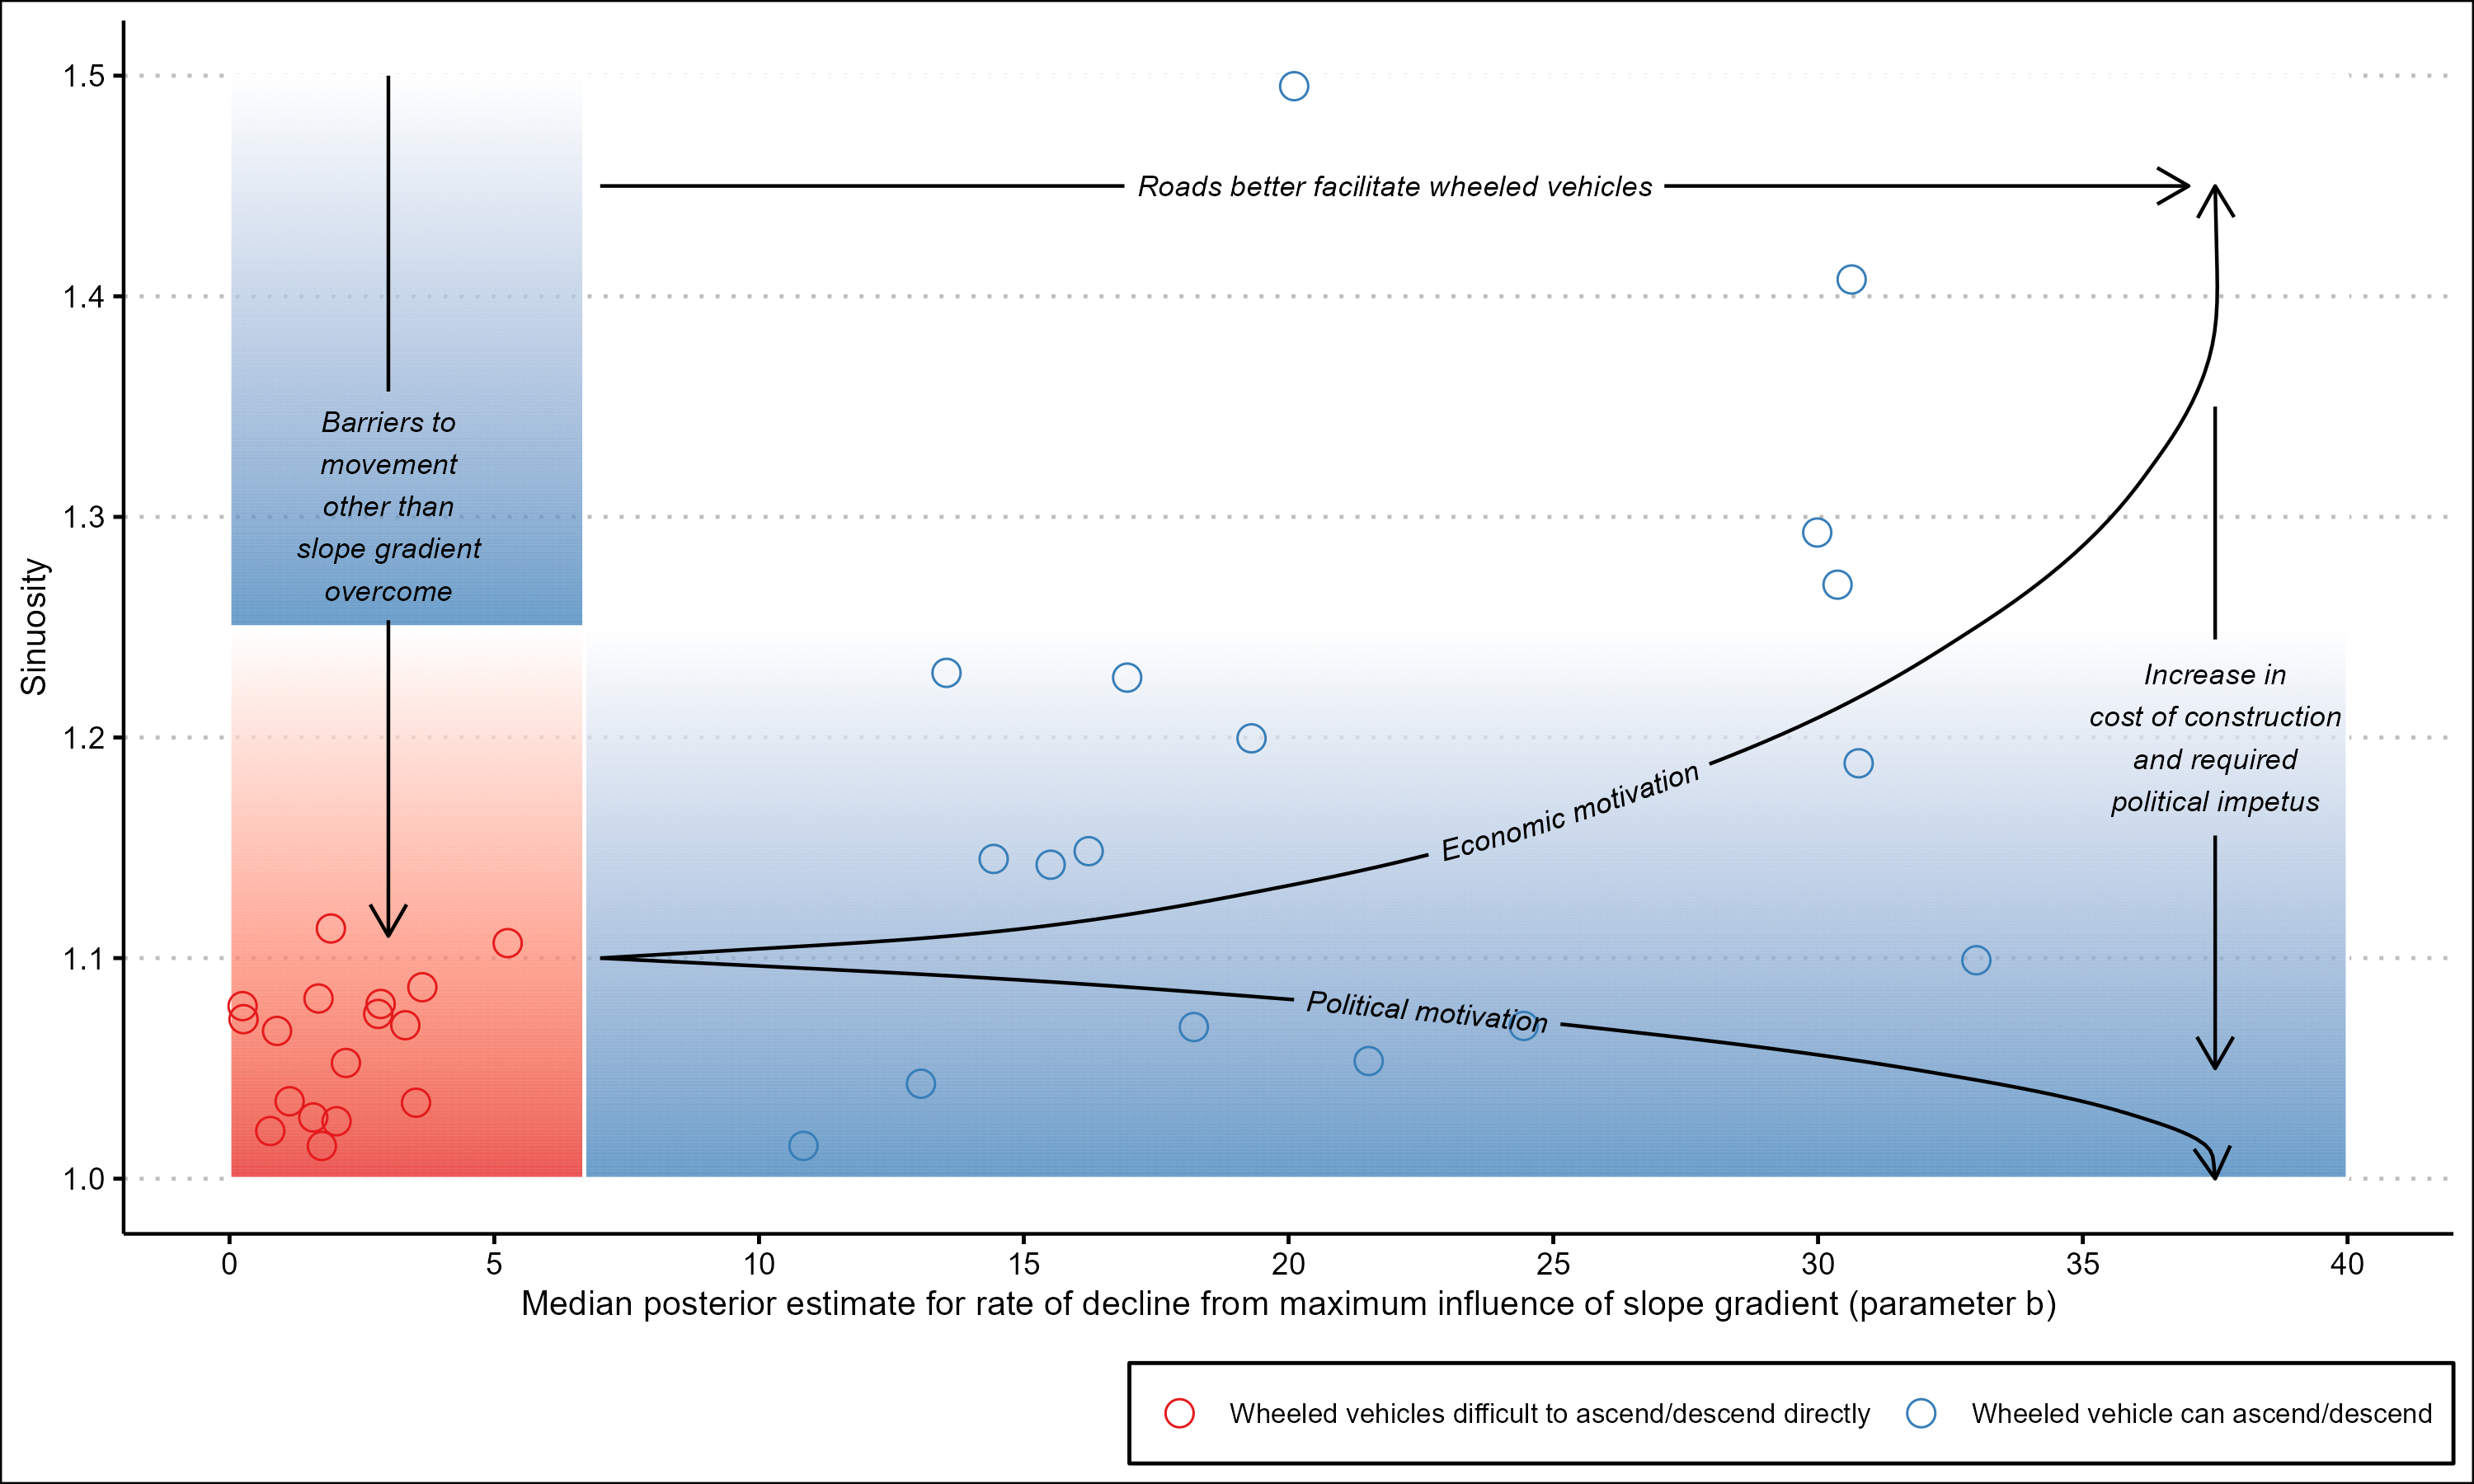 Sinuosity
1.5
1.4
1.3
1.2
1.1
1.0
Roads better facilitate wheeled vehicles
Barriers to
movement
other than
slope gradient
overcome
Increase in
cost of construction
and required
political impetus
Economic motivation
Political motivation
0 5 10 15 20 25 30 35 40
Median posterior estimate for rate of decline from maximum influence of slope gradient (parameter b)
Wheeled vehicles difficult to ascend/descend directly Wheeled vehicle can ascend/descend